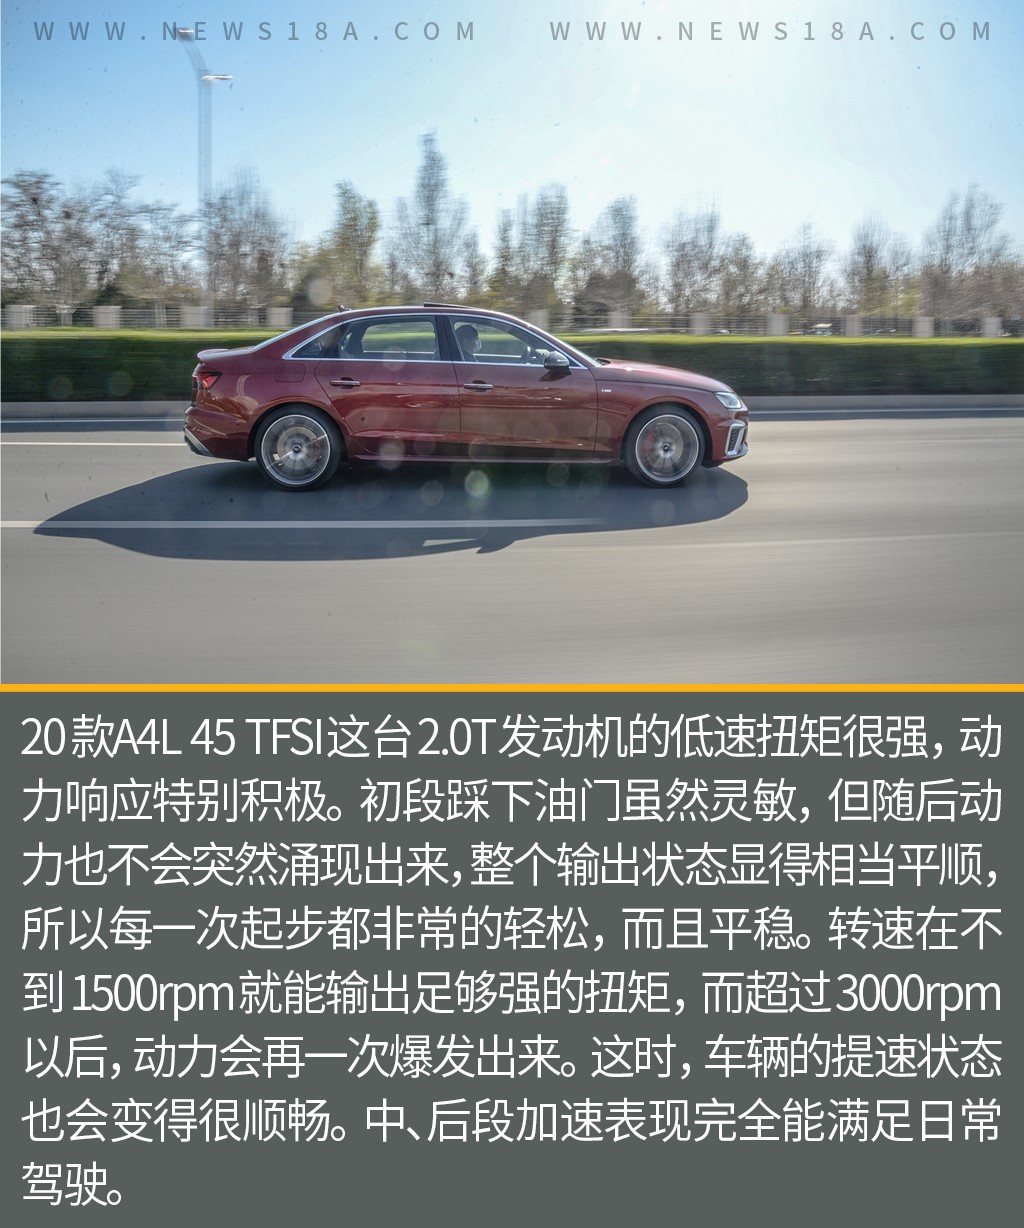 WWW.NEWS18A.COM WWW.NEWS18A.COM
20款A4L 45 TFSI这台2.0T发动机的低速扭矩很强，动
力响应特别积极。初段踩下油门虽然灵敏，但随后动
力也不会突然涌现出来，整个输出状态显得相当平顺，
所以每一次起步都非常的轻松，而且平稳。转速在不
到1500rpm就能输出足够强的扭矩，而超过3000rpm
以后，动力会再一次爆发出来。这时，车辆的提速状态
也会变得很顺畅。中、后段加速表现完全能满足日常
驾驶。